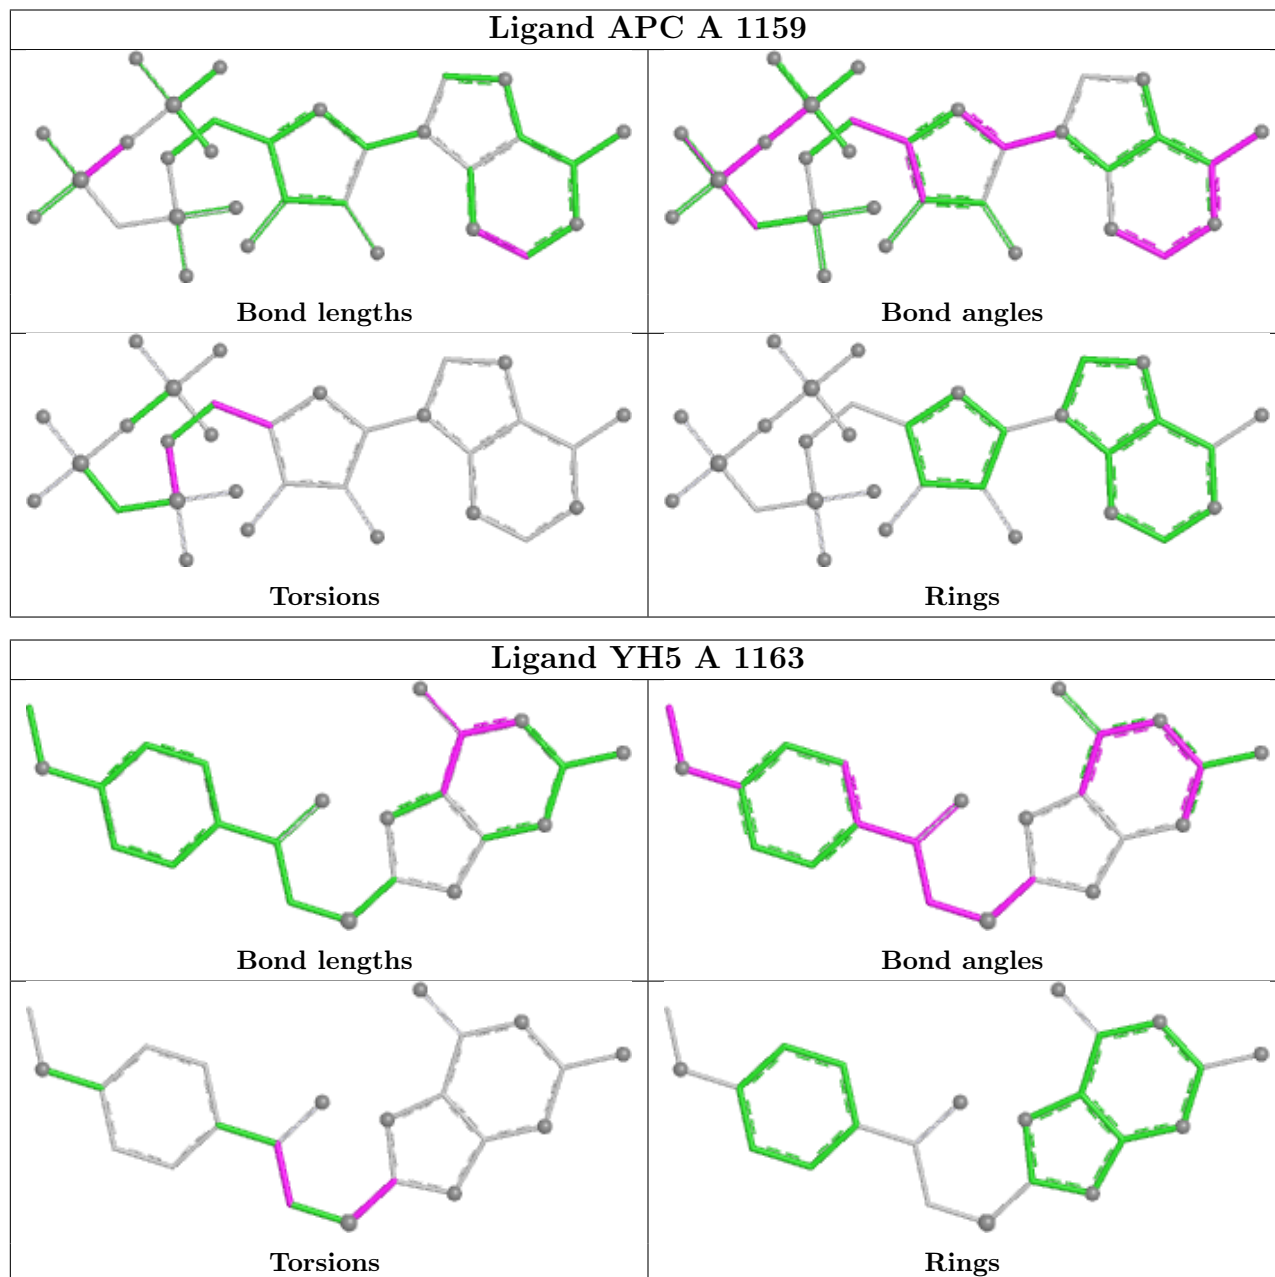 Ligand APC A 1159
Bond lengths
Bond angles
Torsions
Rings
Ligand YH5 A 1163
Bond lengths
Bond angles
Torsions
Rings